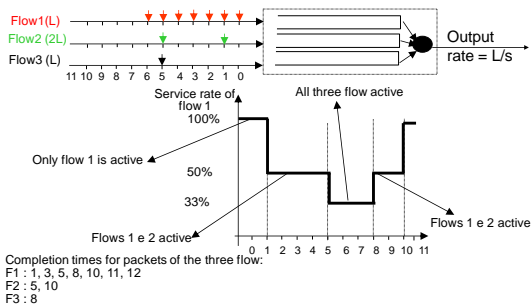 Flow1(L)
Flow2 (2L)
Flow3 (L)
11 10 9 8 7 6 5 4 3 2 1 0
Output
rate = L/s
Service rate of
flow 1
All three flow active
100%
Only flow 1 is active
50%
33%
Flows 1 e 2 active
Flows 1 e 2 active
0 1 2 3 4 5 6 7 8 9 10 11
Completion times for packets of the three flow:
F1 : 1, 3, 5, 8, 10, 11, 12
F2 : 5, 10
F3 : 8